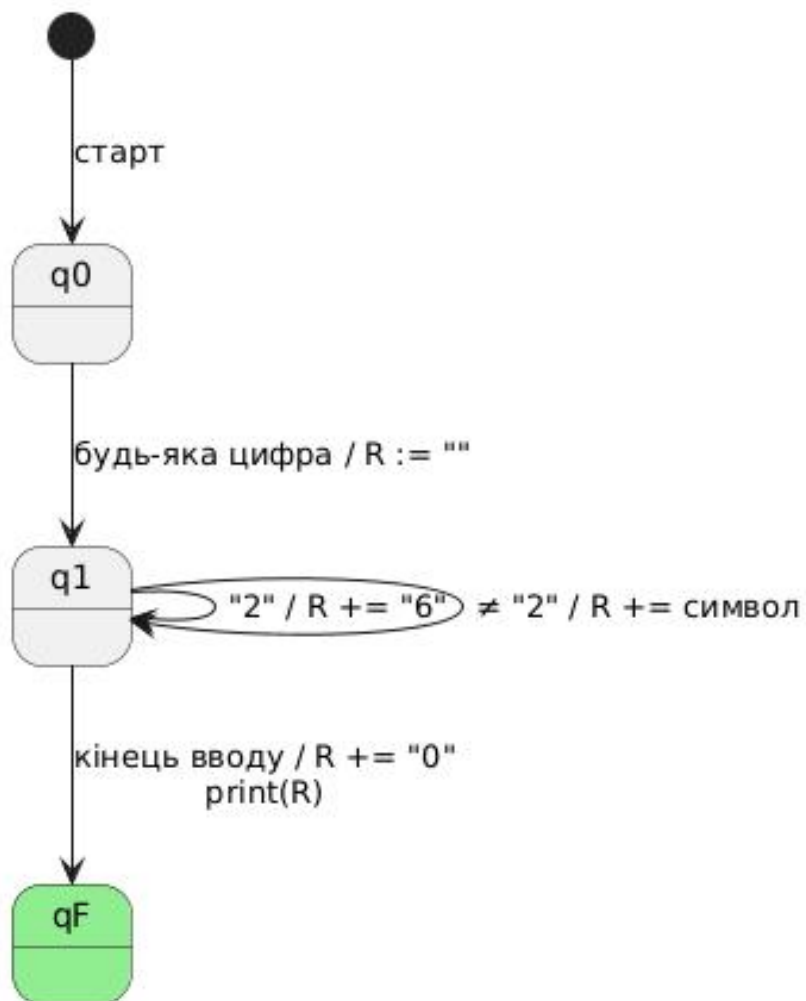 старт
q0
будь-яка цифра / R := ""
q1
"2" / R += "6"
≠ "2" / R += символ
кінець вводу / R += "0"
print(R)
qF